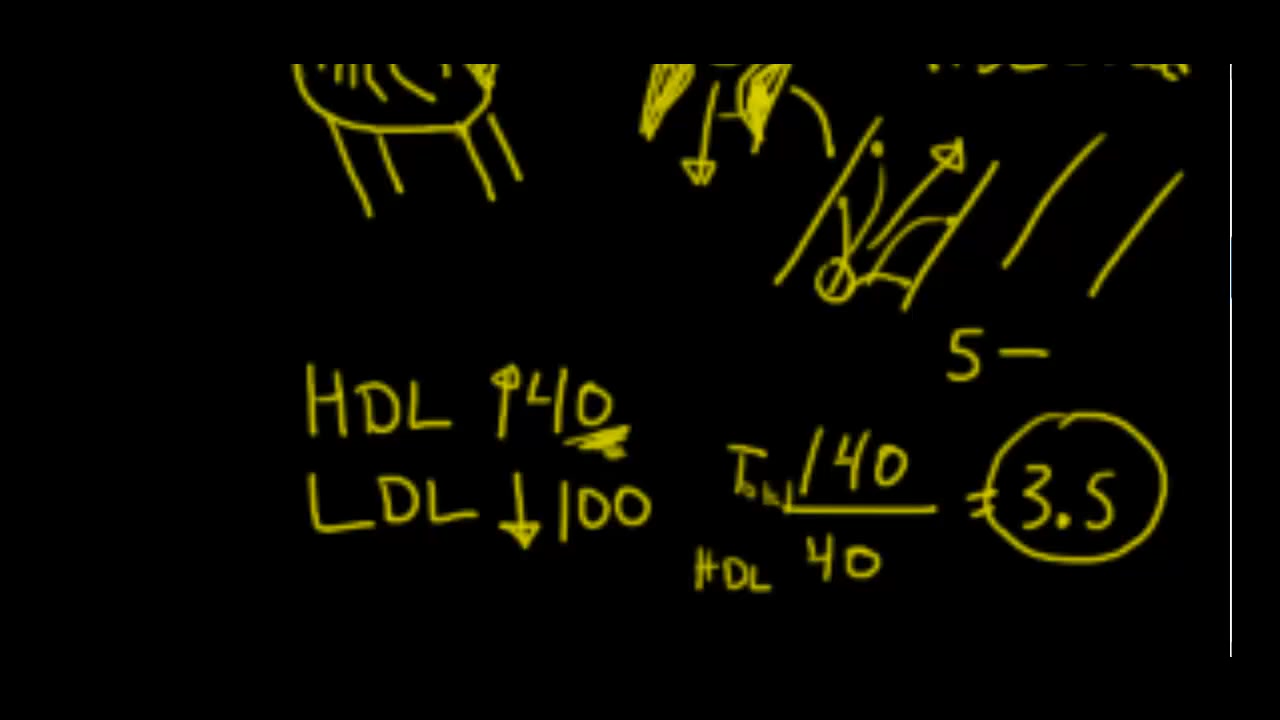 5 –
HDL ↑ 40
LDL ↓ 100
Total 140
HDL 40
= 3.5